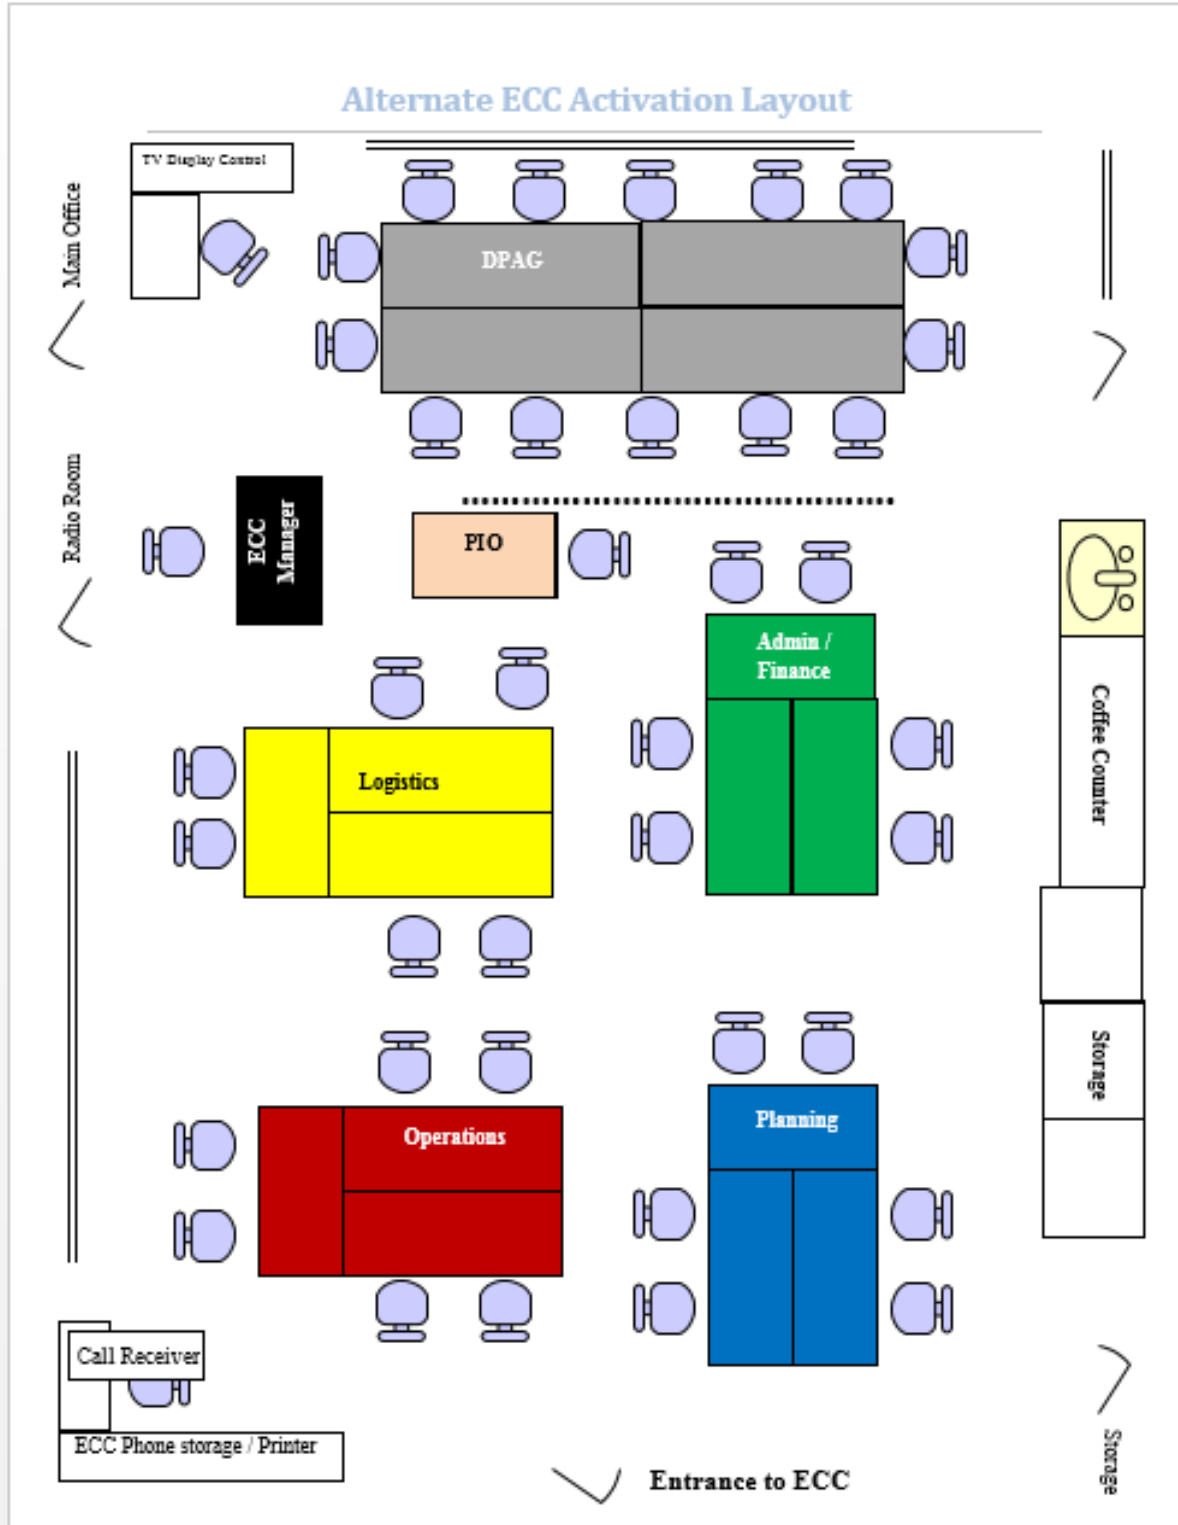 Alternate ECC Activation Layout
TV Display Control
Main Office
DPAG
Radio Room
ECC
Manager
PIO
Admin /
Finance
Coffee Counter
Logistics
Storage
Operations
Planning
Call Receiver
ECC Phone storage / Printer
Entrance to ECC
Storage